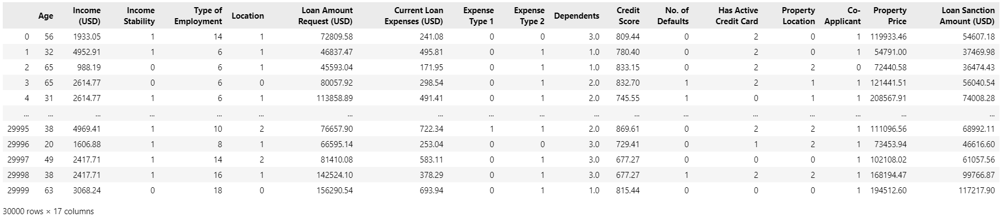 Age Income (USD) Income Stability Type of Employment Location Loan Amount Request (USD) Current Loan Expenses (USD) Expense Type 1 Expense Type 2 Dependents Credit Score No. of Defaults Has Active Credit Card Property Location Co-Applicant Property Price Loan Sanction Amount (USD)
0 56 1933.05 1 14 1 72809.58 241.08 0 0 3.0 809.44 0 2 0 1 119933.46 54607.18
1 32 4952.91 1 6 1 46837.47 495.81 0 1 1.0 780.40 0 2 0 1 54791.00 37469.98
2 65 988.19 0 6 1 45593.04 171.95 0 1 1.0 833.15 0 2 2 0 72440.58 36474.43
3 65 2614.77 0 6 0 80057.92 298.54 0 1 2.0 832.70 1 2 1 1 121441.51 56040.54
4 31 2614.77 1 6 1 113858.89 491.41 0 1 2.0 745.55 1 0 1 1 208567.91 74008.28
... ... ... ... ... ... ... ... ... ... ... ... ... ... ... ... ... ...
29995 38 4969.41 1 10 2 76657.90 722.34 1 1 2.0 869.61 0 2 2 1 111096.56 68992.11
29996 20 1606.88 1 8 1 66595.14 253.04 0 0 3.0 729.41 0 1 2 1 73453.94 46616.60
29997 49 2417.71 1 14 2 81410.08 583.11 0 1 3.0 677.27 0 0 0 1 102108.02 61057.56
29998 38 2417.71 1 16 1 142524.10 378.29 0 1 3.0 677.27 1 2 2 1 168194.47 99766.87
29999 63 3068.24 0 18 0 156290.54 693.94 0 1 1.0 815.44 0 0 0 1 194512.60 117217.90
30000 rows × 17 columns